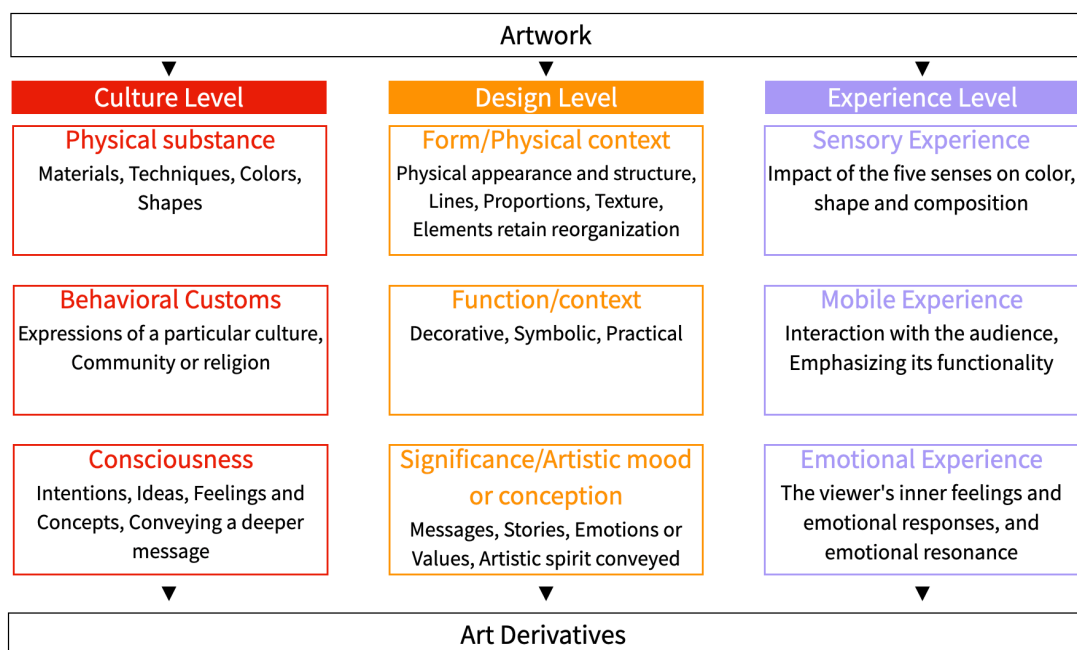 Artwork
Culture Level
Physical substance
Materials, Techniques, Colors,
Shapes
Behavioral Customs
Expressions of a particular culture,
Community or religion
Consciousness
Intentions, Ideas, Feelings and
Concepts, Conveying a deeper
message
Design Level
Form/Physical context
Physical appearance and structure,
Lines, Proportions, Texture,
Elements retain reorganization
Function/context
Decorative, Symbolic, Practical
Significance/Artistic mood
or conception
Messages, Stories, Emotions or
Values, Artistic spirit conveyed
Experience Level
Sensory Experience
Impact of the five senses on color,
shape and composition
Mobile Experience
Interaction with the audience,
Emphasizing its functionality
Emotional Experience
The viewer's inner feelings and
emotional responses, and
emotional resonance
Art Derivatives